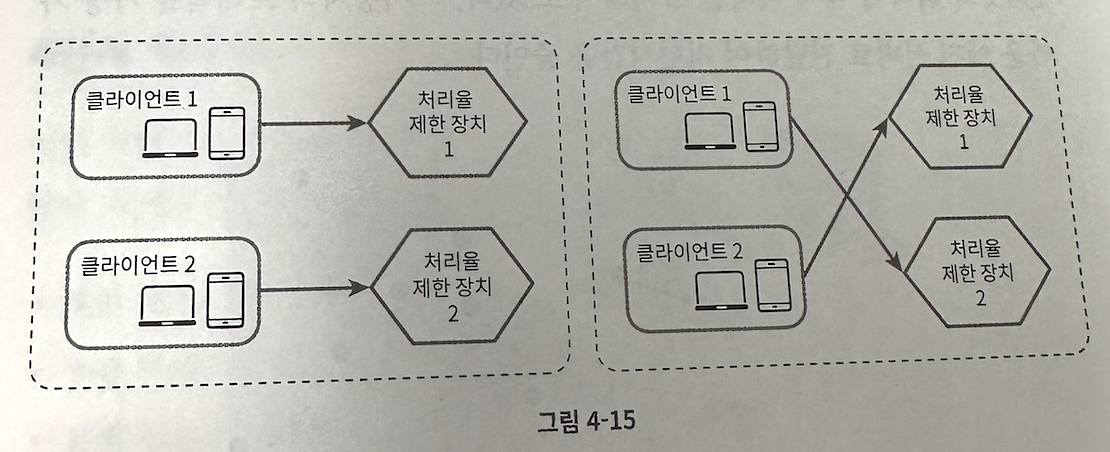 클라이언트 1
처리율
제한 장치
1
클라이언트 2
처리율
제한 장치
2
클라이언트 1
처리율
제한 장치
1
클라이언트 2
처리율
제한 장치
2
그림 4-15